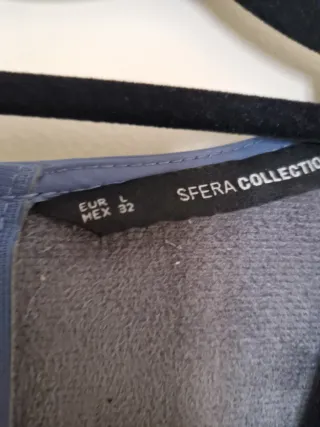 EUR L
MEX 32
SFERA COLLECTIO